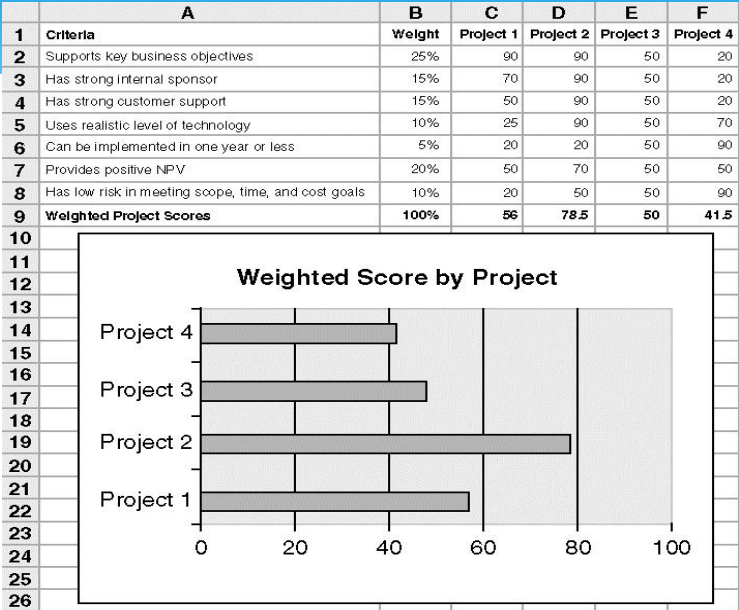 A B C D E F
1 Criteria Weight Project 1 Project 2 Project 3 Project 4
2 Supports key business objectives 25% 90 90 50 20
3 Has strong internal sponsor 15% 70 90 50 20
4 Has strong customer support 15% 50 90 50 20
5 Uses realistic level of technology 10% 25 90 50 70
6 Can be implemented in one year or less 5% 20 20 50 90
7 Provides positive NPV 20% 50 70 50 50
8 Has low risk in meeting scope, time, and cost goals 10% 20 50 50 90
9 Weighted Project Scores 100% 56 78.5 50 41.5
10
11
12 Weighted Score by Project
13
14 Project 4
15
16
17 Project 3
18
19 Project 2
20
21
22 Project 1
23
24 0 20 40 60 80 100
25
26